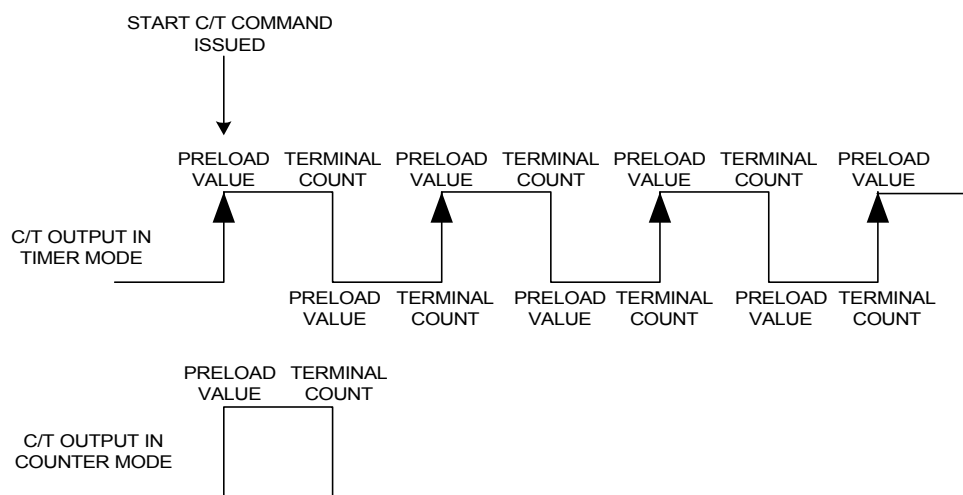 START C/T COMMAND
ISSUED
PRELOAD
VALUE
TERMINAL
COUNT
PRELOAD
VALUE
TERMINAL
COUNT
PRELOAD
VALUE
TERMINAL
COUNT
PRELOAD
VALUE
C/T OUTPUT IN
TIMER MODE
PRELOAD
VALUE
TERMINAL
COUNT
PRELOAD
VALUE
TERMINAL
COUNT
PRELOAD
VALUE
TERMINAL
COUNT
PRELOAD
VALUE
TERMINAL
COUNT
C/T OUTPUT IN
COUNTER MODE